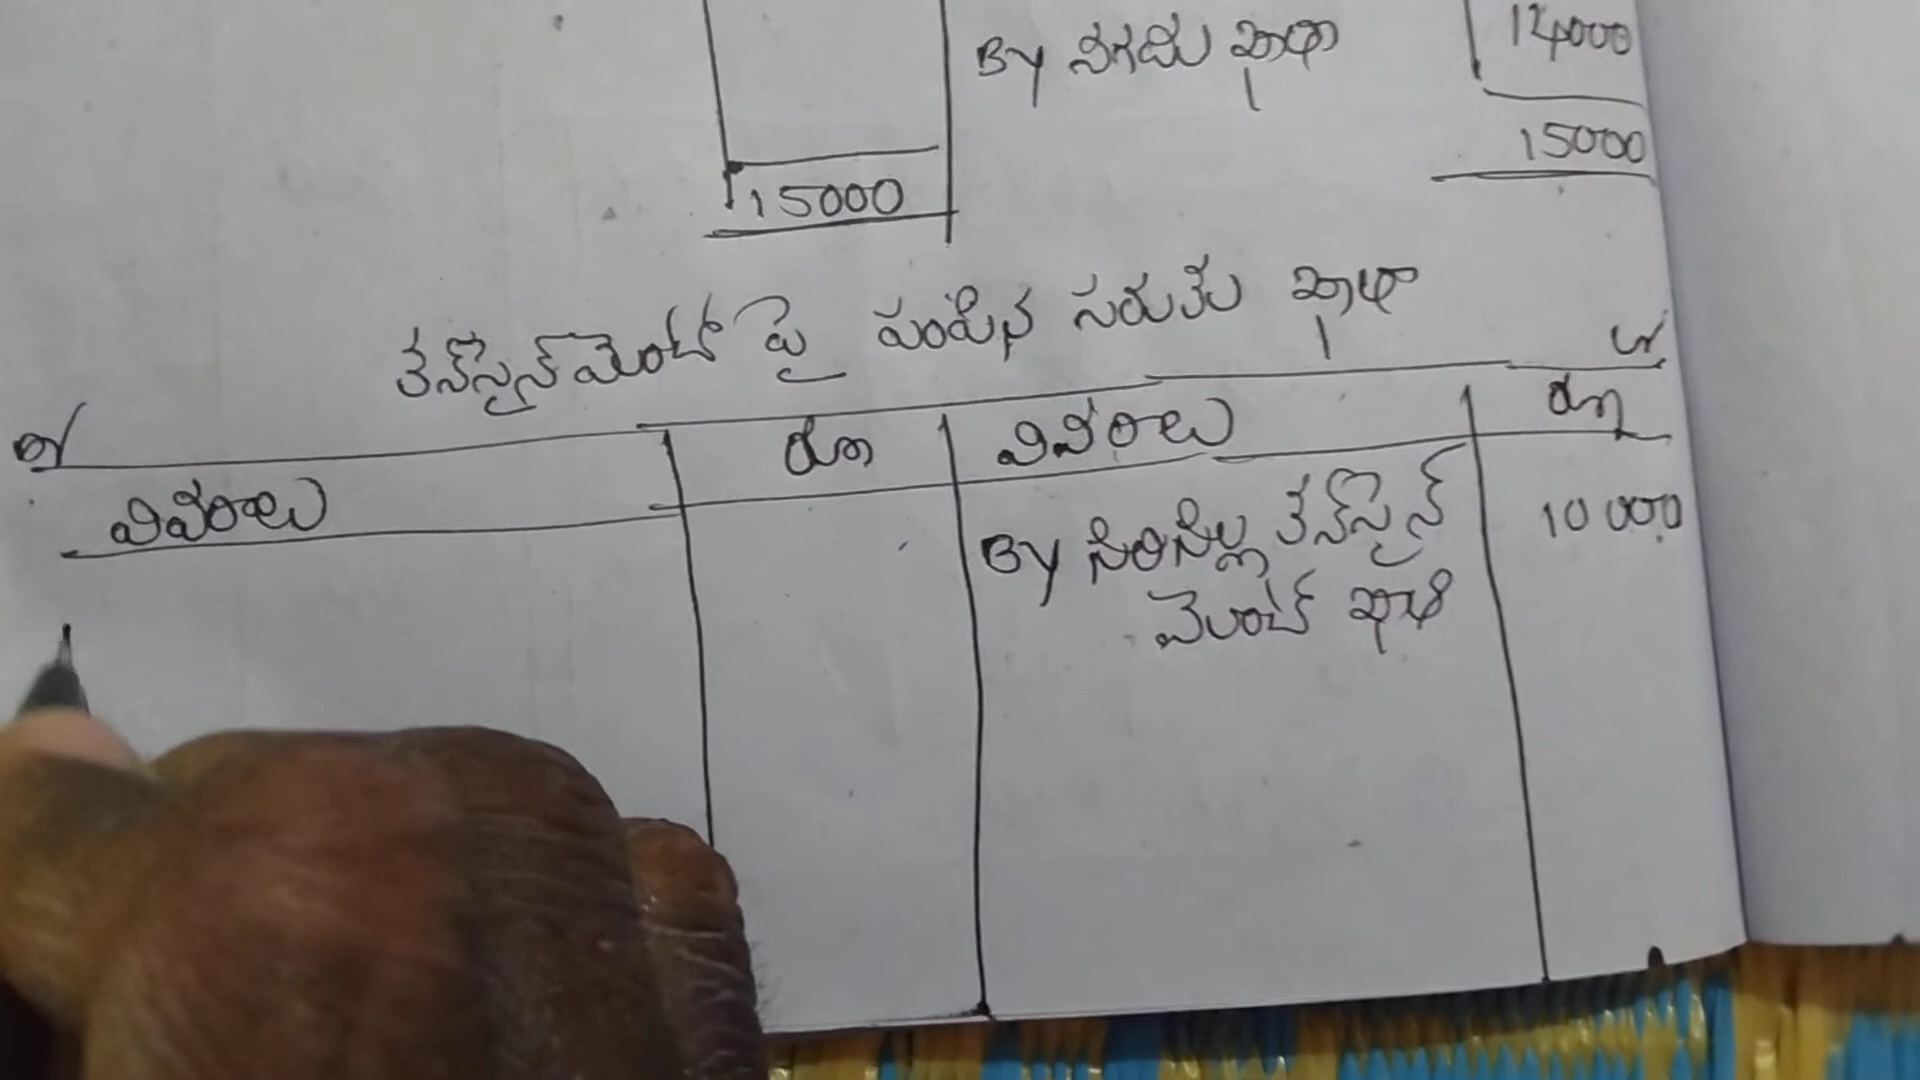 By నగదు ఖాతా 14000
15000
15000
కన్‌సైన్‌మెంట్ పై పంపిన సరుకు ఖాతా
Dr Cr
వివరాలు రూ వివరాలు రూ
By సిరిసిల్ల కన్‌సైన్ 10000
మెంట్ ఖాతా